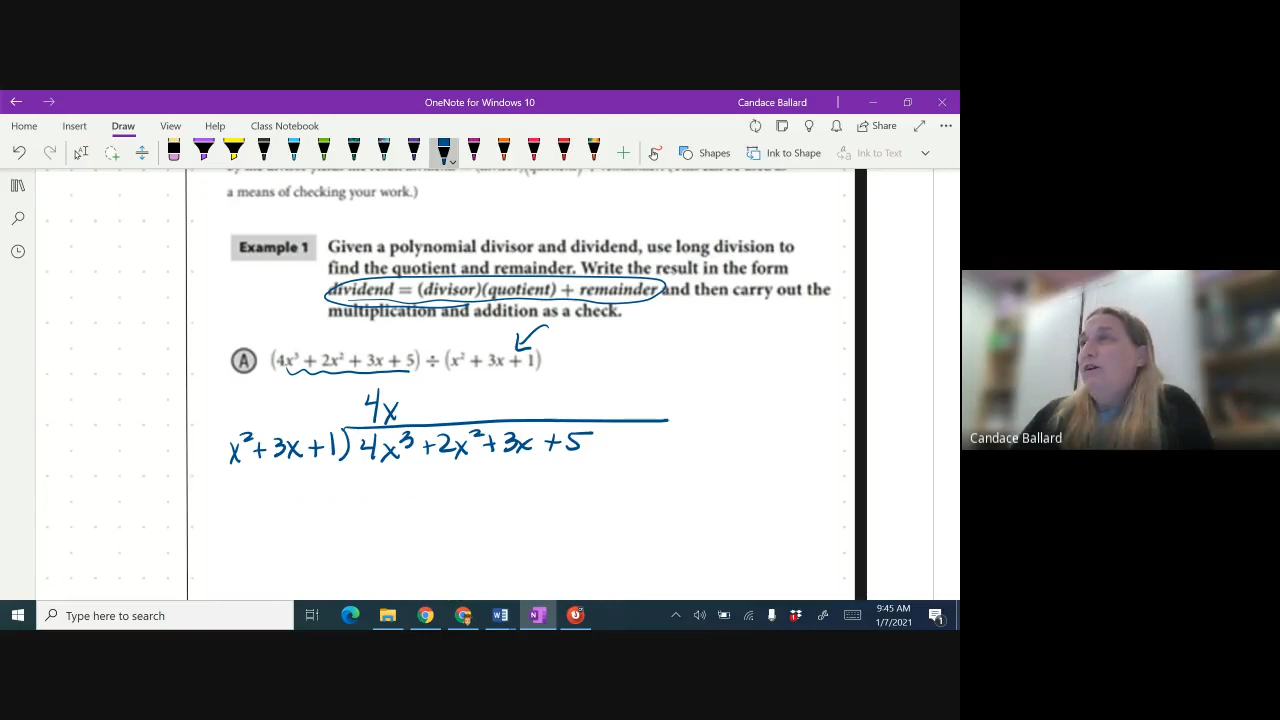 OneNote for Windows 10
Candace Ballard
Home
Insert
Draw
View
Help
Class Notebook
Share
Shapes
Ink to Shape
Ink to Text
a means of checking your work.)
Example 1 Given a polynomial divisor and dividend, use long division to
find the quotient and remainder. Write the result in the form
dividend = (divisor)(quotient) + remainder and then carry out the
multiplication and addition as a check.
A (4x³ + 2x² + 3x + 5) ÷ (x² + 3x + 1)
4x
x² + 3x + 1) 4x³ + 2x² + 3x + 5
Candace Ballard
Type here to search
9:45 AM
1/7/2021
1